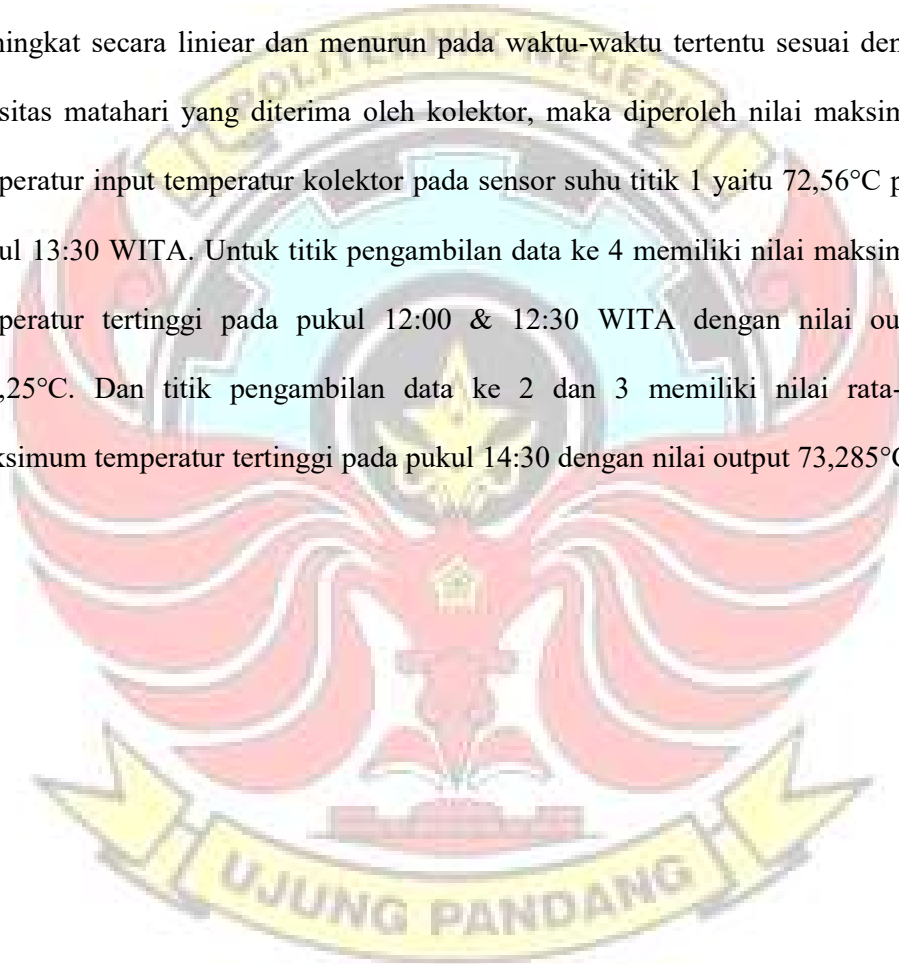 ningkat secara liniear dan menurun pada waktu-waktu tertentu sesuai den
sitas matahari yang diterima oleh kolektor, maka diperoleh nilai maksim
peratur input temperatur kolektor pada sensor suhu titik 1 yaitu 72,56°C p
ul 13:30 WITA. Untuk titik pengambilan data ke 4 memiliki nilai maksim
peratur tertinggi pada pukul 12:00 & 12:30 WITA dengan nilai ou
,25°C. Dan titik pengambilan data ke 2 dan 3 memiliki nilai rata-
ksimum temperatur tertinggi pada pukul 14:30 dengan nilai output 73,285°C
POLITEKNIK NEGERI
UJUNG PANDANG